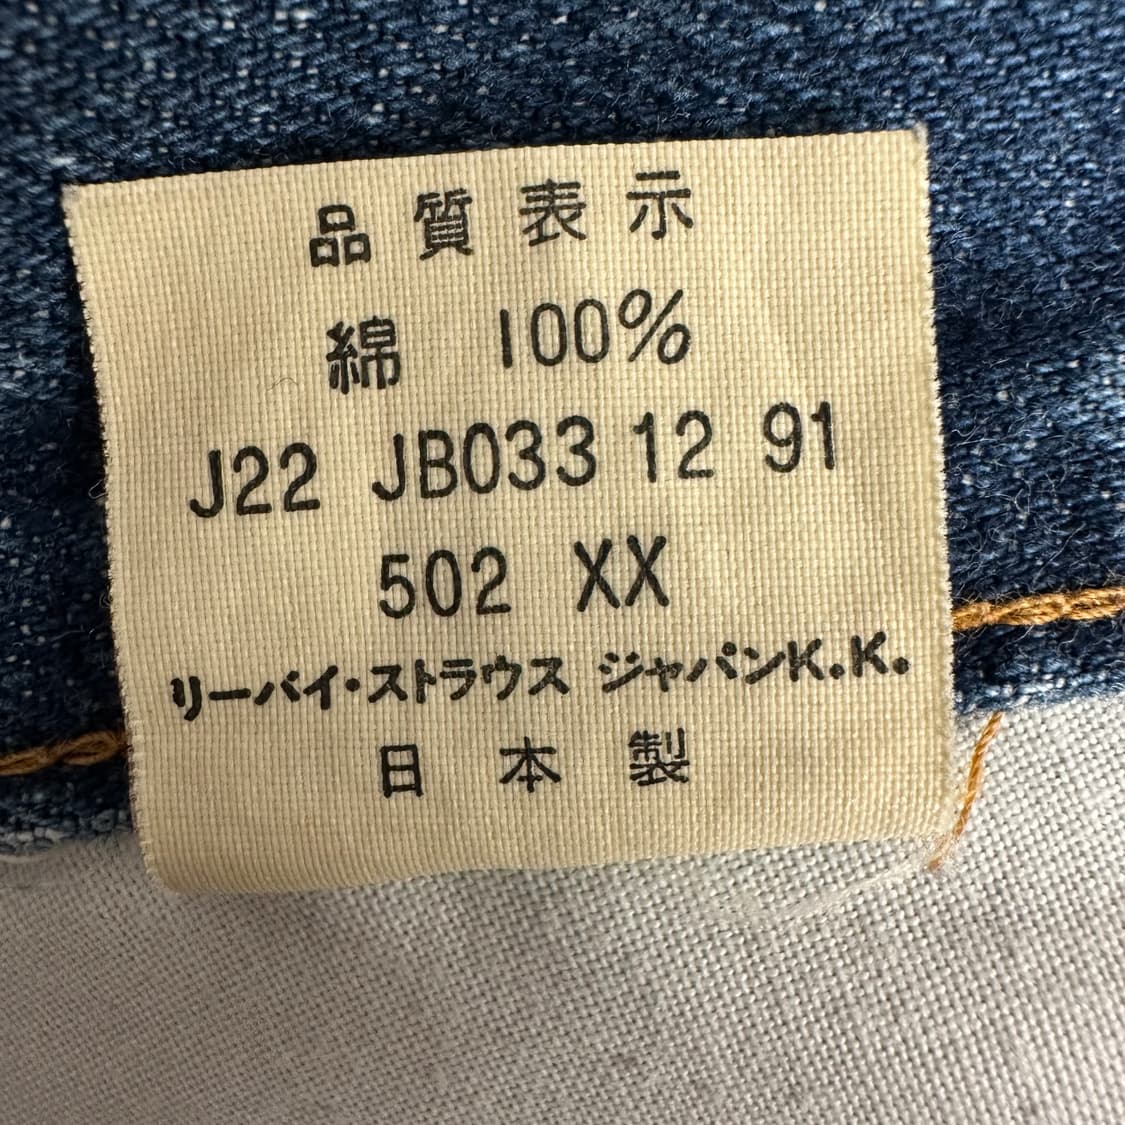 品質表示
綿 100%
J22 JB033 12 91
502 XX
リーバイ・ストラウス ジャパンK.K.
日本製